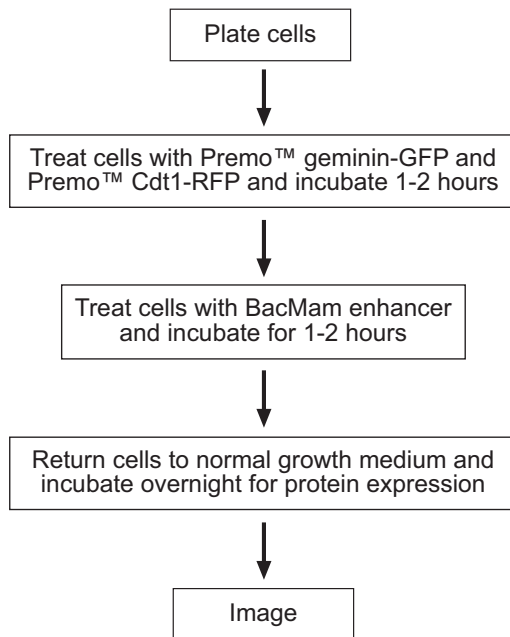 Plate cells
Treat cells with Premo™ geminin-GFP and
Premo™ Cdt1-RFP and incubate 1-2 hours
Treat cells with BacMam enhancer
and incubate for 1-2 hours
Return cells to normal growth medium and
incubate overnight for protein expression
Image